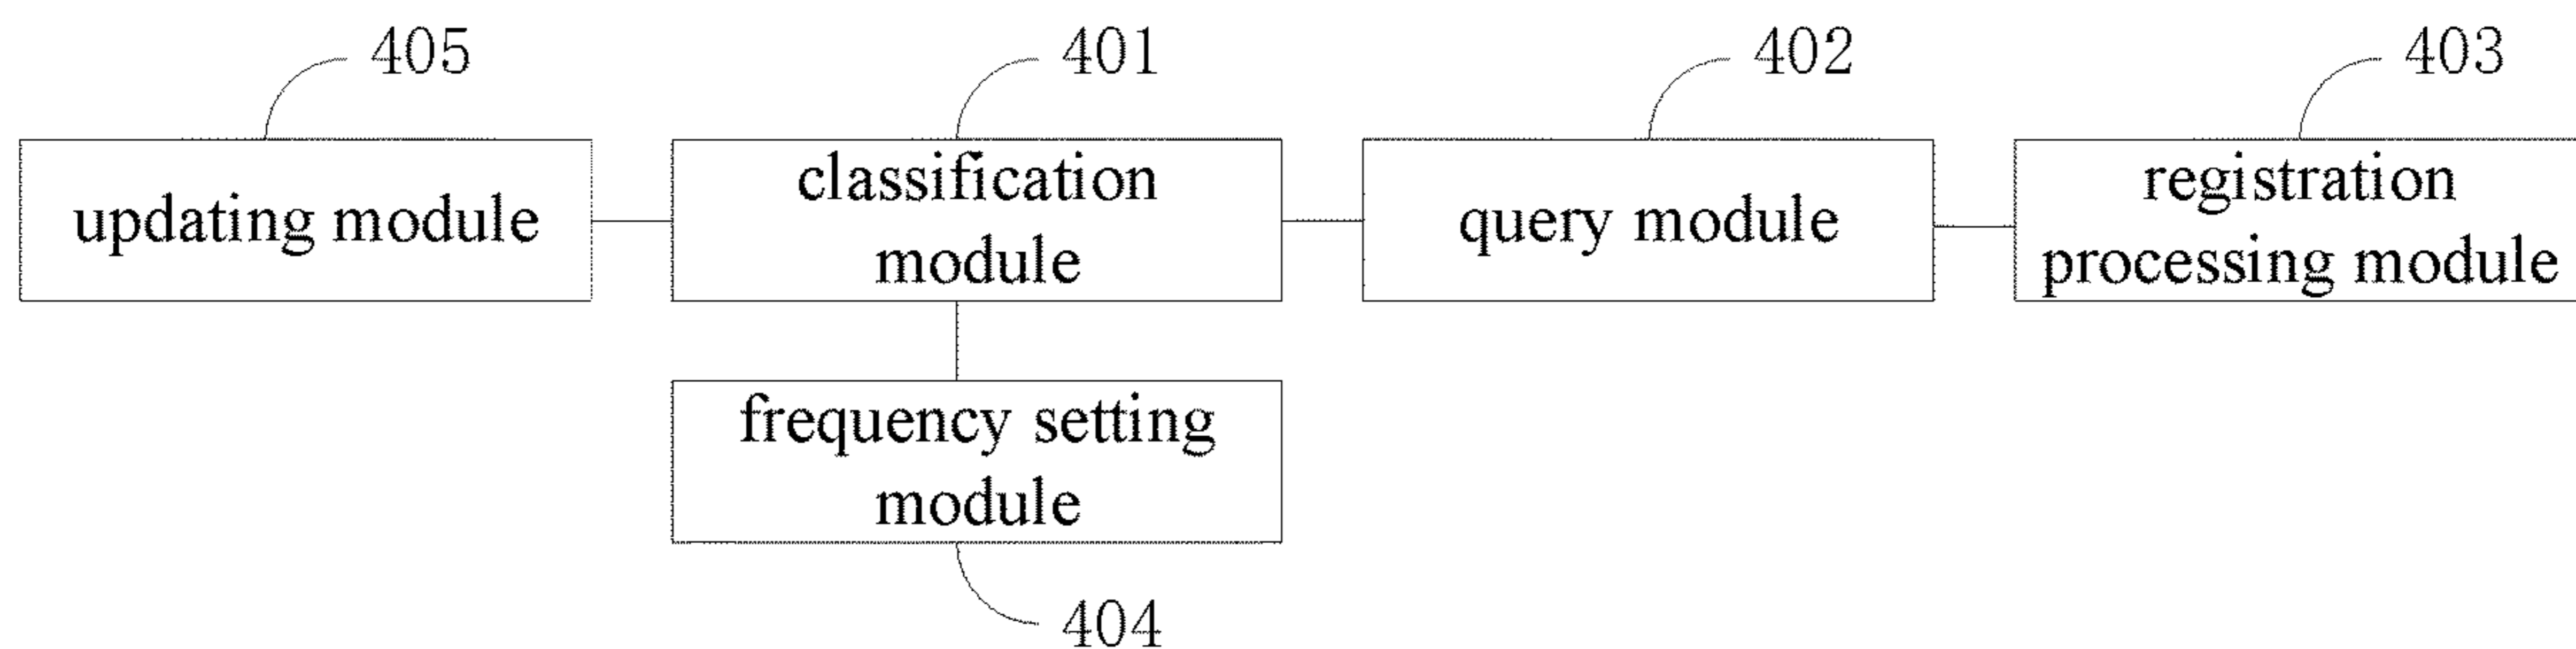 405
401
402
403
updating module
classification
module
query module
registration
processing module
frequency setting
module
404